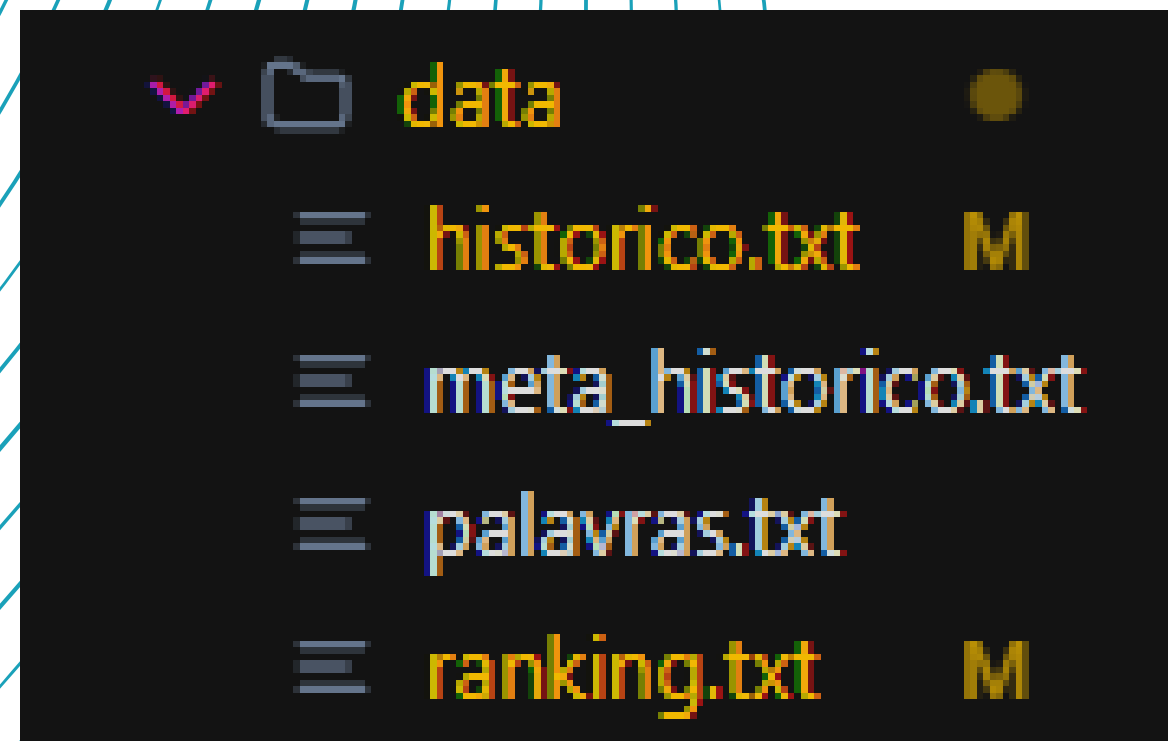 data
historico.txt M
meta_historico.txt
palavras.txt
ranking.txt M